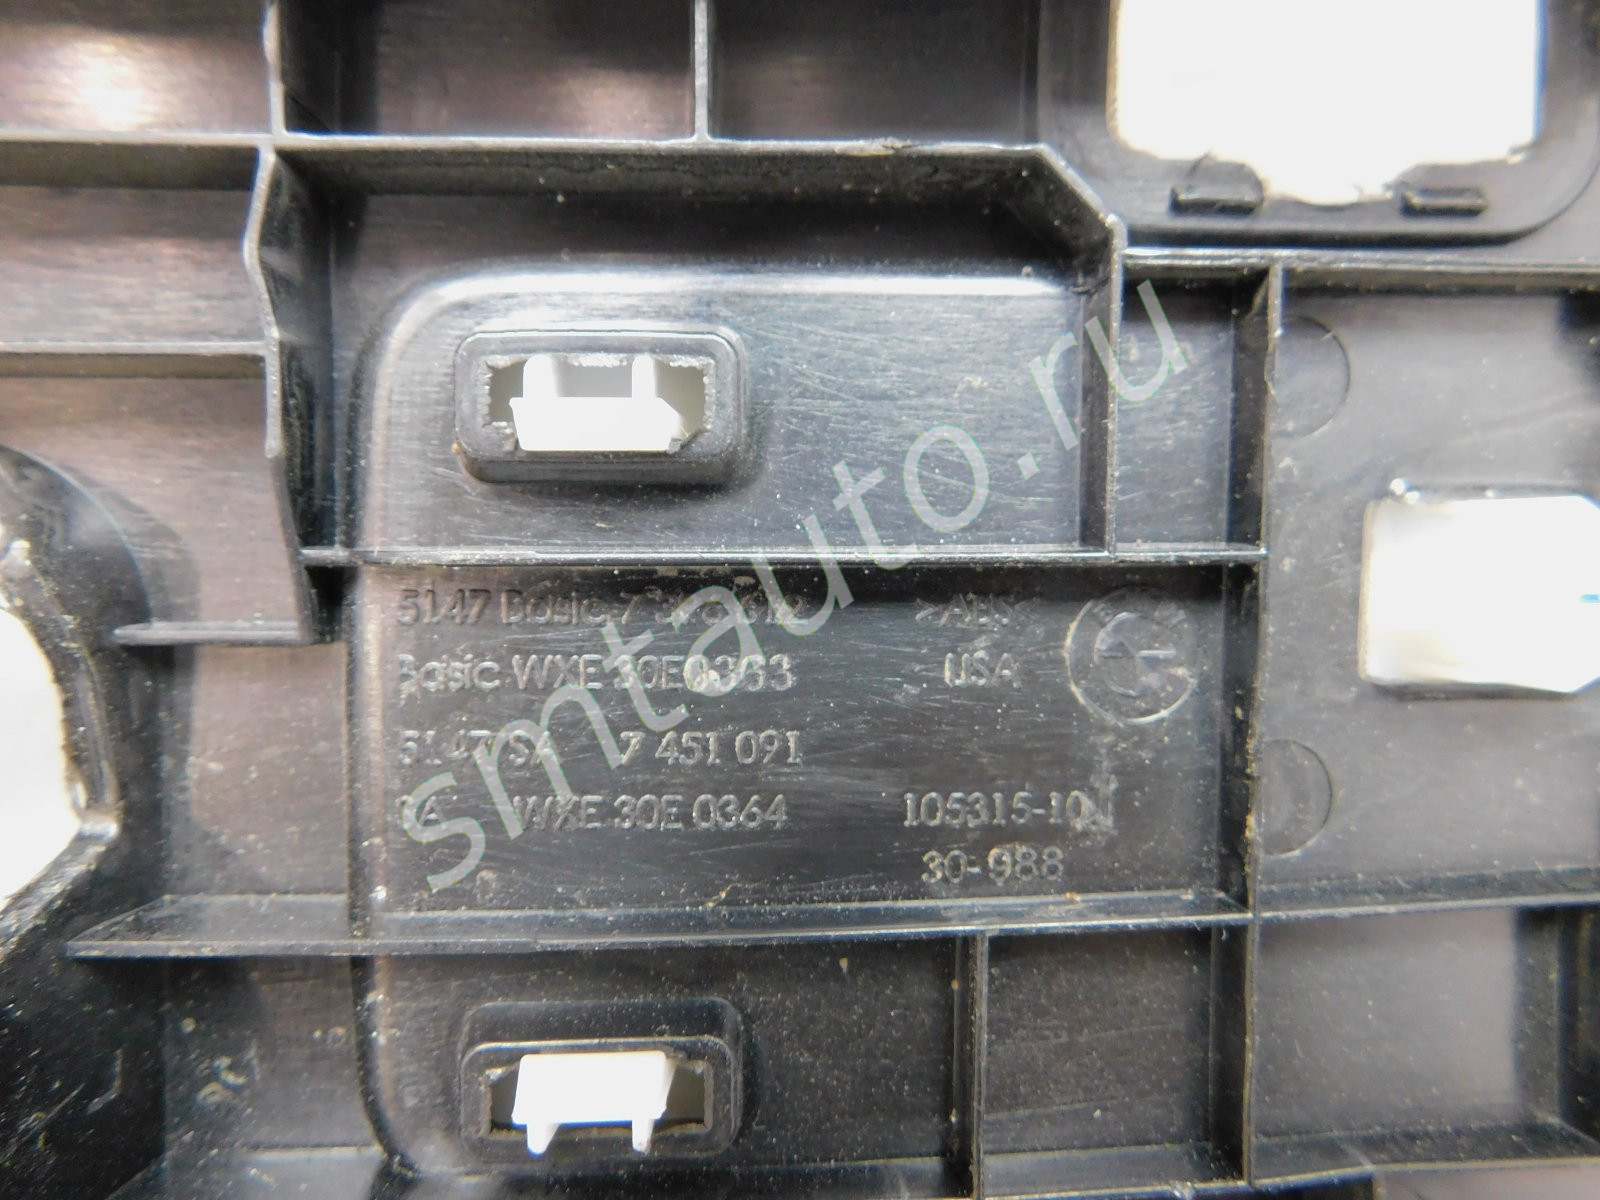 5147 Basic 7
>ABS<
Basic WXE 30E0363
USA
5147 SA 7 451 091
SA WXE 30E 0364
105315-10
30-988
smtauto.ru